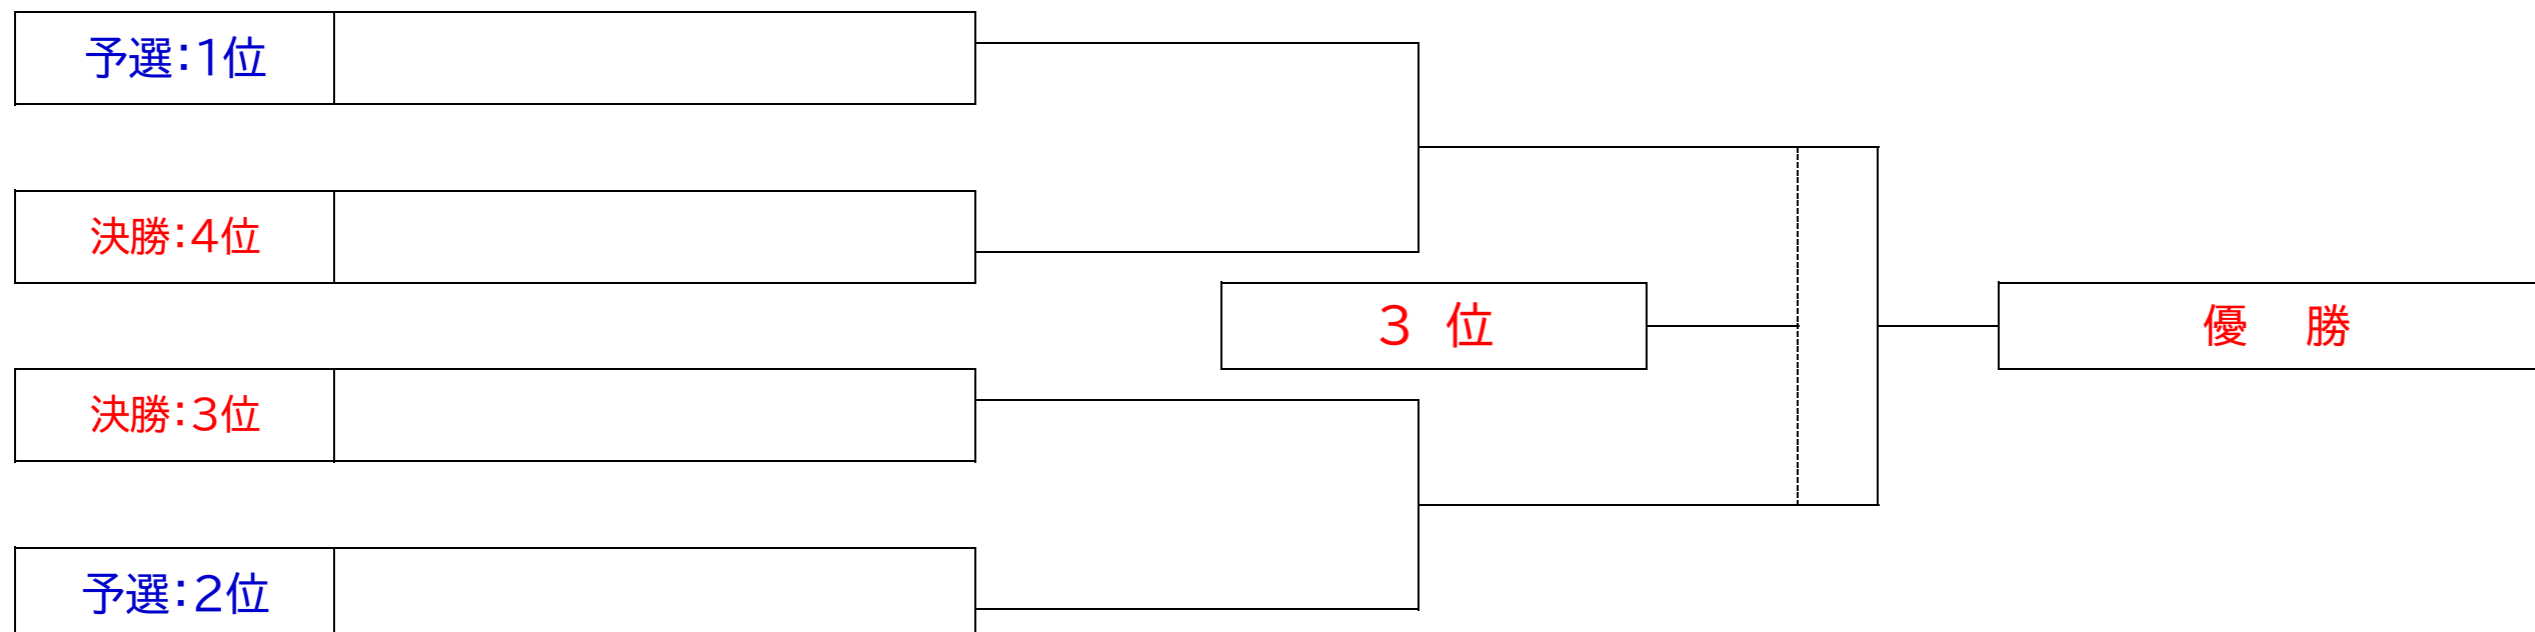 予選：1位
決勝：4位
3 位
優 勝
決勝：3位
予選：2位